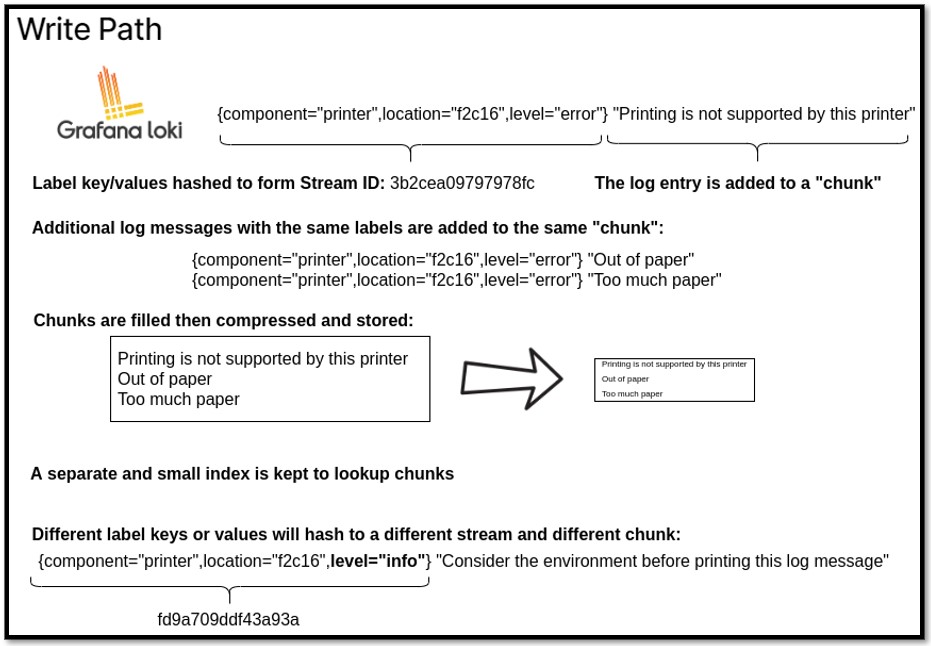 Write Path
Grafana loki
{component="printer",location="f2c16",level="error"} "Printing is not supported by this printer"
Label key/values hashed to form Stream ID: 3b2cea09797978fc
The log entry is added to a "chunk"
Additional log messages with the same labels are added to the same "chunk":
{component="printer",location="f2c16",level="error"} "Out of paper"
{component="printer",location="f2c16",level="error"} "Too much paper"
Chunks are filled then compressed and stored:
Printing is not supported by this printer
Out of paper
Too much paper
Printing is not supported by this printer
Out of paper
Too much paper
A separate and small index is kept to lookup chunks
Different label keys or values will hash to a different stream and different chunk:
{component="printer",location="f2c16",level="info"} "Consider the environment before printing this log message"
fd9a709ddf43a93a